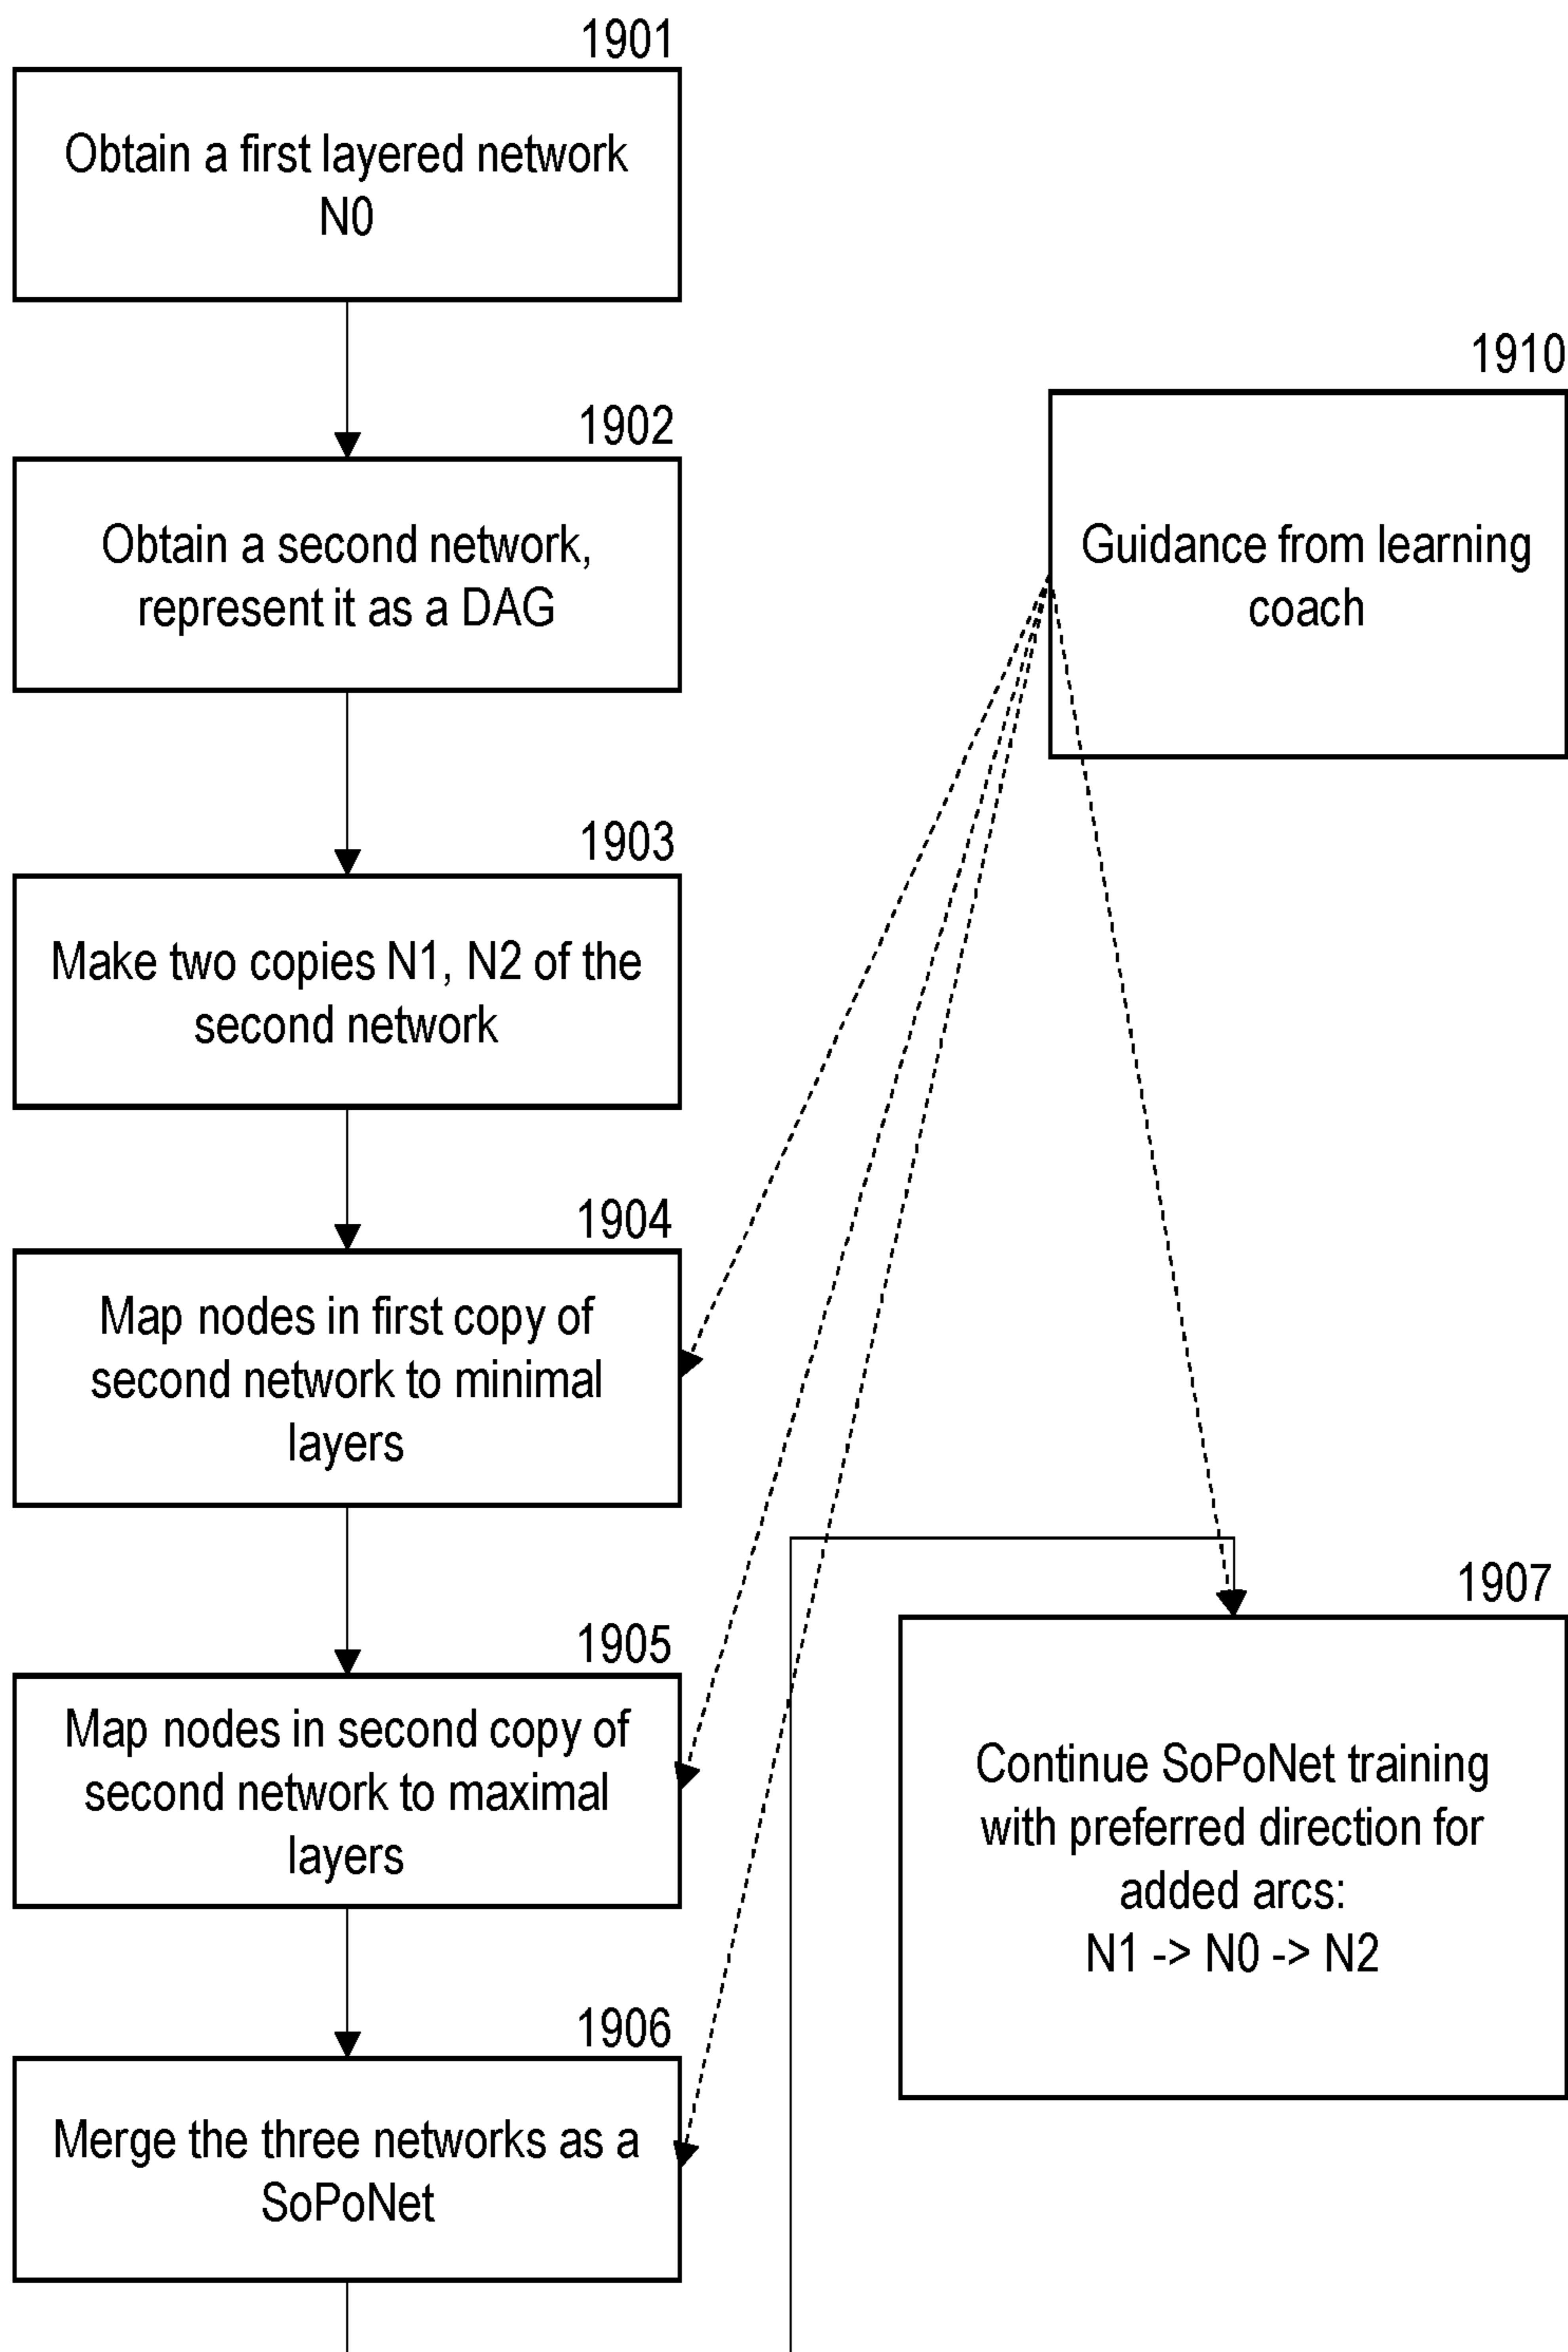 1901
Obtain a first layered network
N0
1902
Obtain a second network,
represent it as a DAG
1903
Make two copies N1, N2 of the
second network
1904
Map nodes in first copy of
second network to minimal
layers
1905
Map nodes in second copy of
second network to maximal
layers
1906
Merge the three networks as a
SoPoNet
1910
Guidance from learning
coach
1907
Continue SoPoNet training
with preferred direction for
added arcs:
N1 -> N0 -> N2